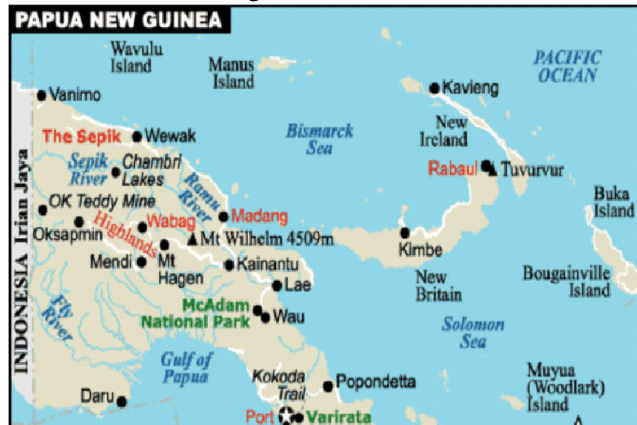 PAPUA NEW GUINEA
Wavulu
Island
Manus
Island
PACIFIC
OCEAN
Vanimo
Kavieng
New
Ireland
Bismarck
Sea
The Sepik
Wewak
Sepik
River
Chambri
Lakes
Ramu
River
Rabaul
Tuvurvur
Buka
Island
INDONESIA Irian Jaya
OK Teddy Mine
Oksapmin
Highlands
Wabag
Madang
Mt Wilhelm 4509m
Kimbe
Mendi
Mt
Hagen
Kainantu
Lae
New
Britain
Bougainville
Island
Fly
River
McAdam
National Park
Wau
Solomon
Sea
Gulf of
Papua
Kokoda
Trail
Popondetta
Muyua
(Woodlark)
Island
Daru
Port
Varirata